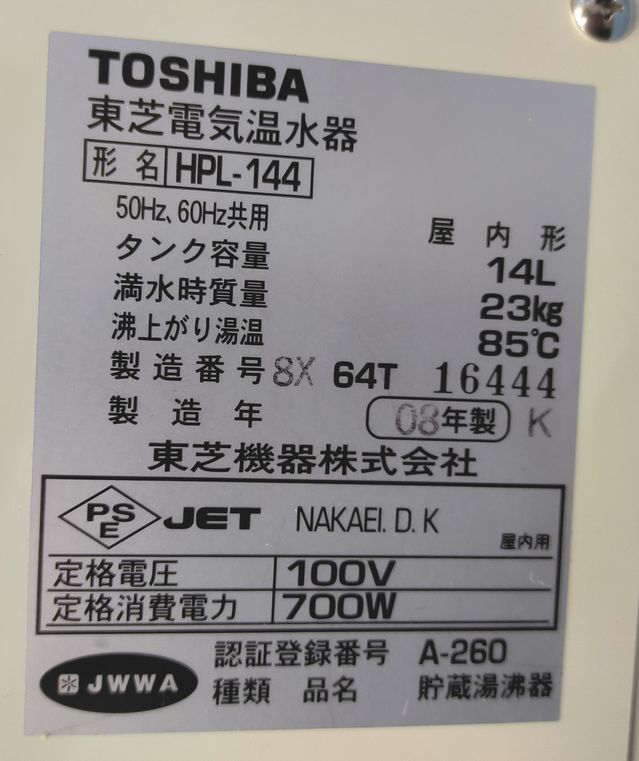 TOSHIBA
東芝電気温水器
形名 HPL-144
50Hz、60Hz共用 屋内形
タンク容量 14L
満水時質量 23kg
沸上がり湯温 85℃
製造番号 8X 64T 16444
製造年 08年製 K
東芝機器株式会社
PSE JET NAKAEI. D. K 屋内用
定格電圧 100V
定格消費電力 700W
認証登録番号 A-260
JWWA 種類 品名 貯蔵湯沸器